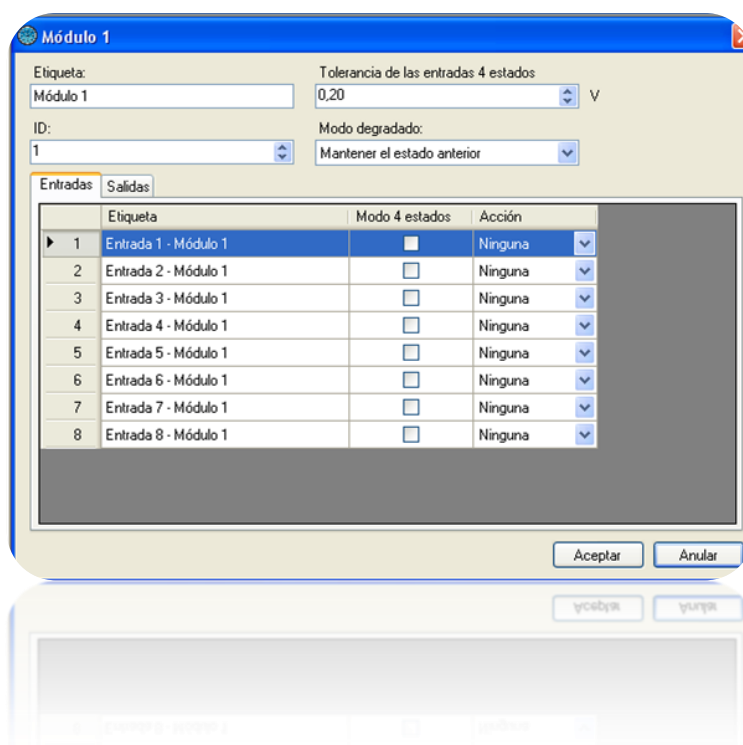 Módulo 1
Etiqueta: Tolerancia de las entradas 4 estados
Módulo 1 0,20 V
ID: Modo degradado:
1 Mantener el estado anterior
Entradas Salidas
Etiqueta Modo 4 estados Acción
1 Entrada 1 - Módulo 1 Ninguna
2 Entrada 2 - Módulo 1 Ninguna
3 Entrada 3 - Módulo 1 Ninguna
4 Entrada 4 - Módulo 1 Ninguna
5 Entrada 5 - Módulo 1 Ninguna
6 Entrada 6 - Módulo 1 Ninguna
7 Entrada 7 - Módulo 1 Ninguna
8 Entrada 8 - Módulo 1 Ninguna
Aceptar Anular